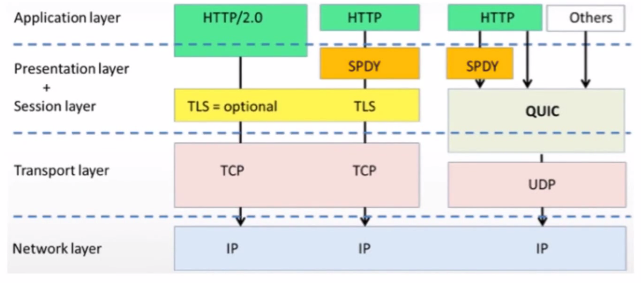 Application layer
HTTP/2.0
HTTP
HTTP
Others
Presentation layer
+
Session layer
SPDY
SPDY
TLS = optional
TLS
QUIC
Transport layer
TCP
TCP
UDP
Network layer
IP
IP
IP